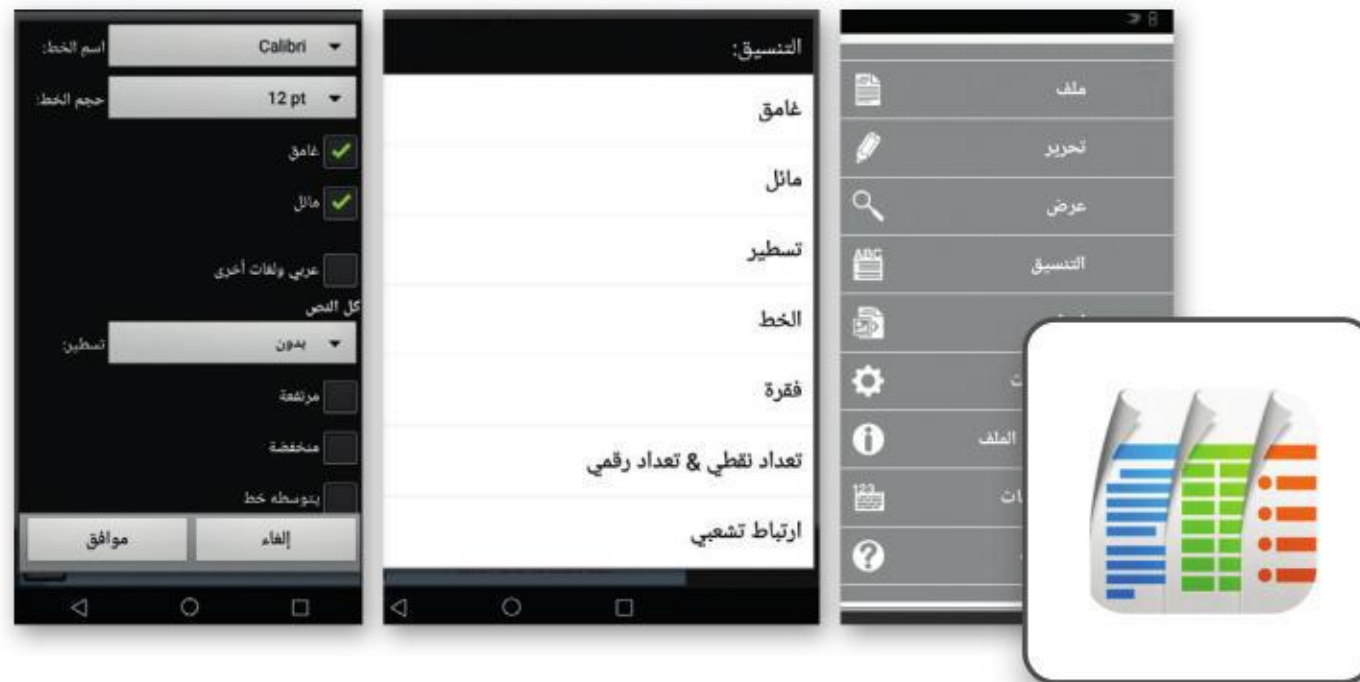 ملف
تحرير
عرض
التنسيق
الملف
التنسيق:
غامق
مائل
تسطير
الخط
فقرة
تعداد نقطي & تعداد رقمي
ارتباط تشعبي
اسم الخط: Calibri
حجم الخط: 12 pt
غامق
مائل
عربي ولغات أخرى
كل النص
تسطير: بدون
مرتفعة
منخفضة
يتوسطه خط
إلغاء موافق
ABC
123